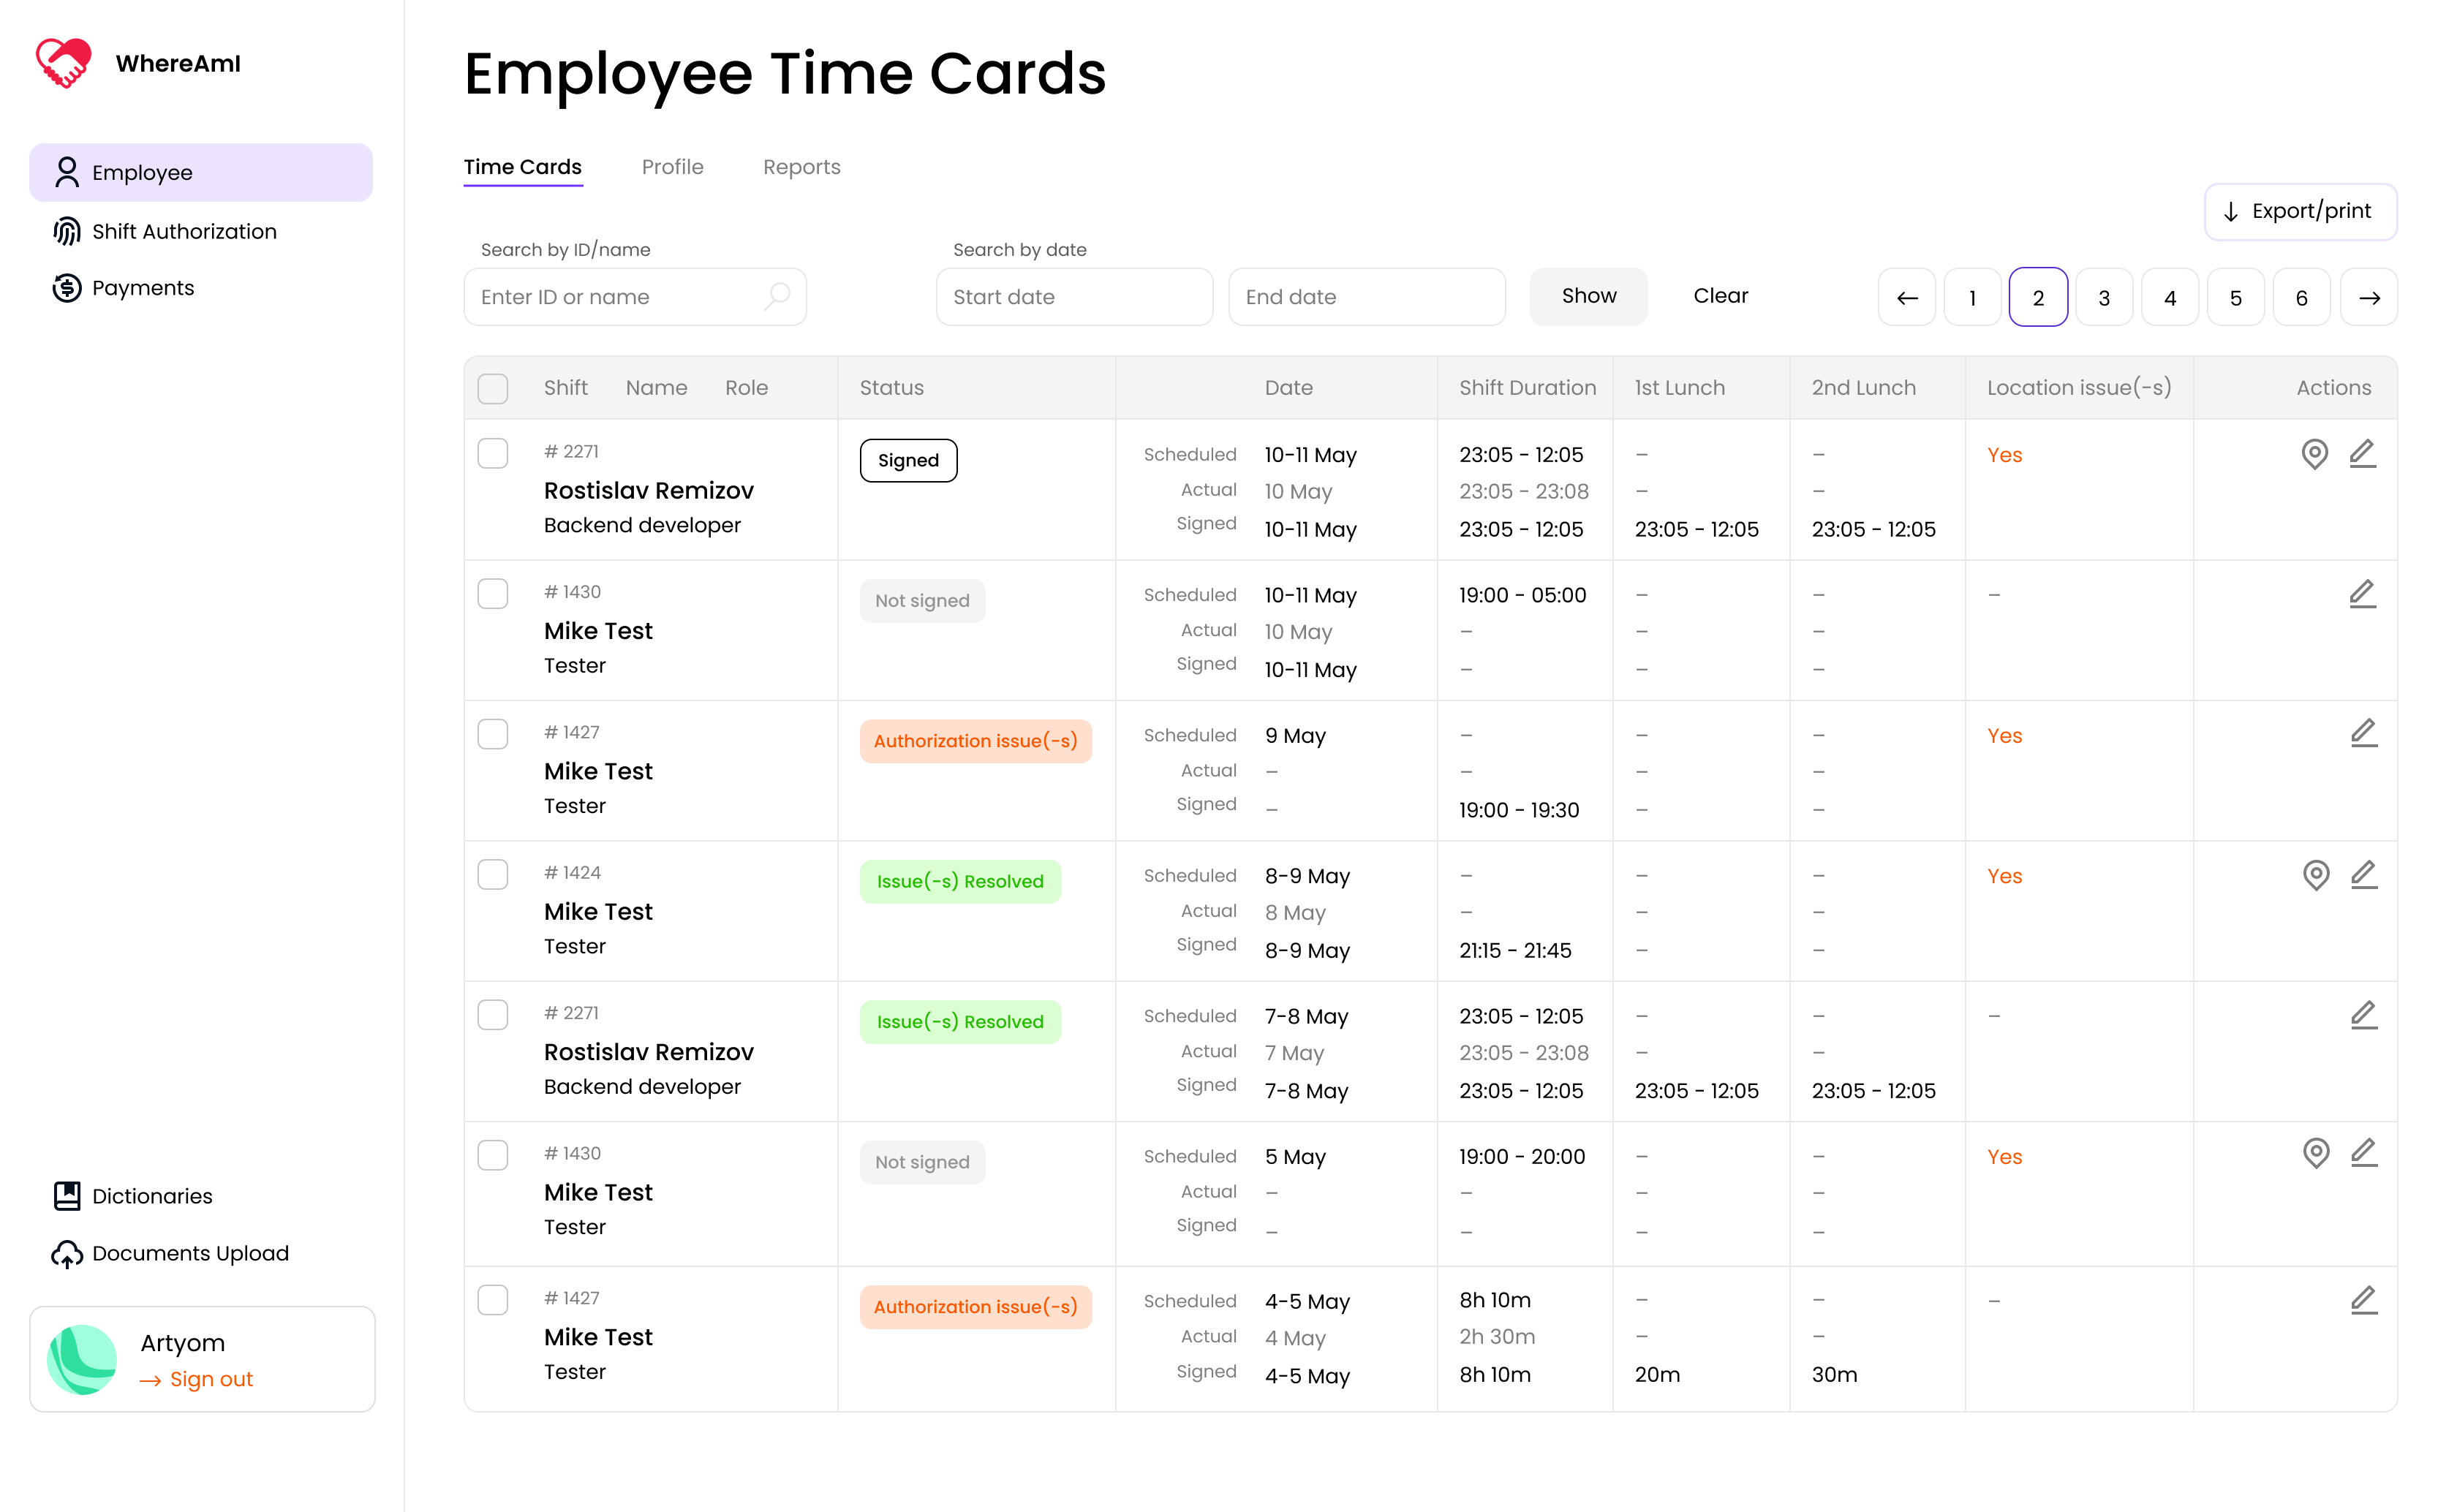 WhereAmI
Employee
Shift Authorization
Payments
Dictionaries
Documents Upload
Artyom
→ Sign out
Employee Time Cards
Time Cards Profile Reports
↓ Export/print
Search by ID/name Search by date
Enter ID or name Start date End date Show Clear ← 1 2 3 4 5 6 →
Shift Name Role Status Date Shift Duration 1st Lunch 2nd Lunch Location issue(-s) Actions
# 2271
Rostislav Remizov
Backend developer
Signed
Scheduled 10-11 May 23:05 - 12:05 – – Yes
Actual 10 May 23:05 - 23:08 – –
Signed 10-11 May 23:05 - 12:05 23:05 - 12:05 23:05 - 12:05
# 1430
Mike Test
Tester
Not signed
Scheduled 10-11 May 19:00 - 05:00 – – –
Actual 10 May – – –
Signed 10-11 May – – –
# 1427
Mike Test
Tester
Authorization issue(-s)
Scheduled 9 May – – – Yes
Actual – – – –
Signed – 19:00 - 19:30 – –
# 1424
Mike Test
Tester
Issue(-s) Resolved
Scheduled 8-9 May – – – Yes
Actual 8 May – – –
Signed 8-9 May 21:15 - 21:45 – –
# 2271
Rostislav Remizov
Backend developer
Issue(-s) Resolved
Scheduled 7-8 May 23:05 - 12:05 – – –
Actual 7 May 23:05 - 23:08 – –
Signed 7-8 May 23:05 - 12:05 23:05 - 12:05 23:05 - 12:05
# 1430
Mike Test
Tester
Not signed
Scheduled 5 May 19:00 - 20:00 – – Yes
Actual – – – –
Signed – – – –
# 1427
Mike Test
Tester
Authorization issue(-s)
Scheduled 4-5 May 8h 10m – – –
Actual 4 May 2h 30m – –
Signed 4-5 May 8h 10m 20m 30m